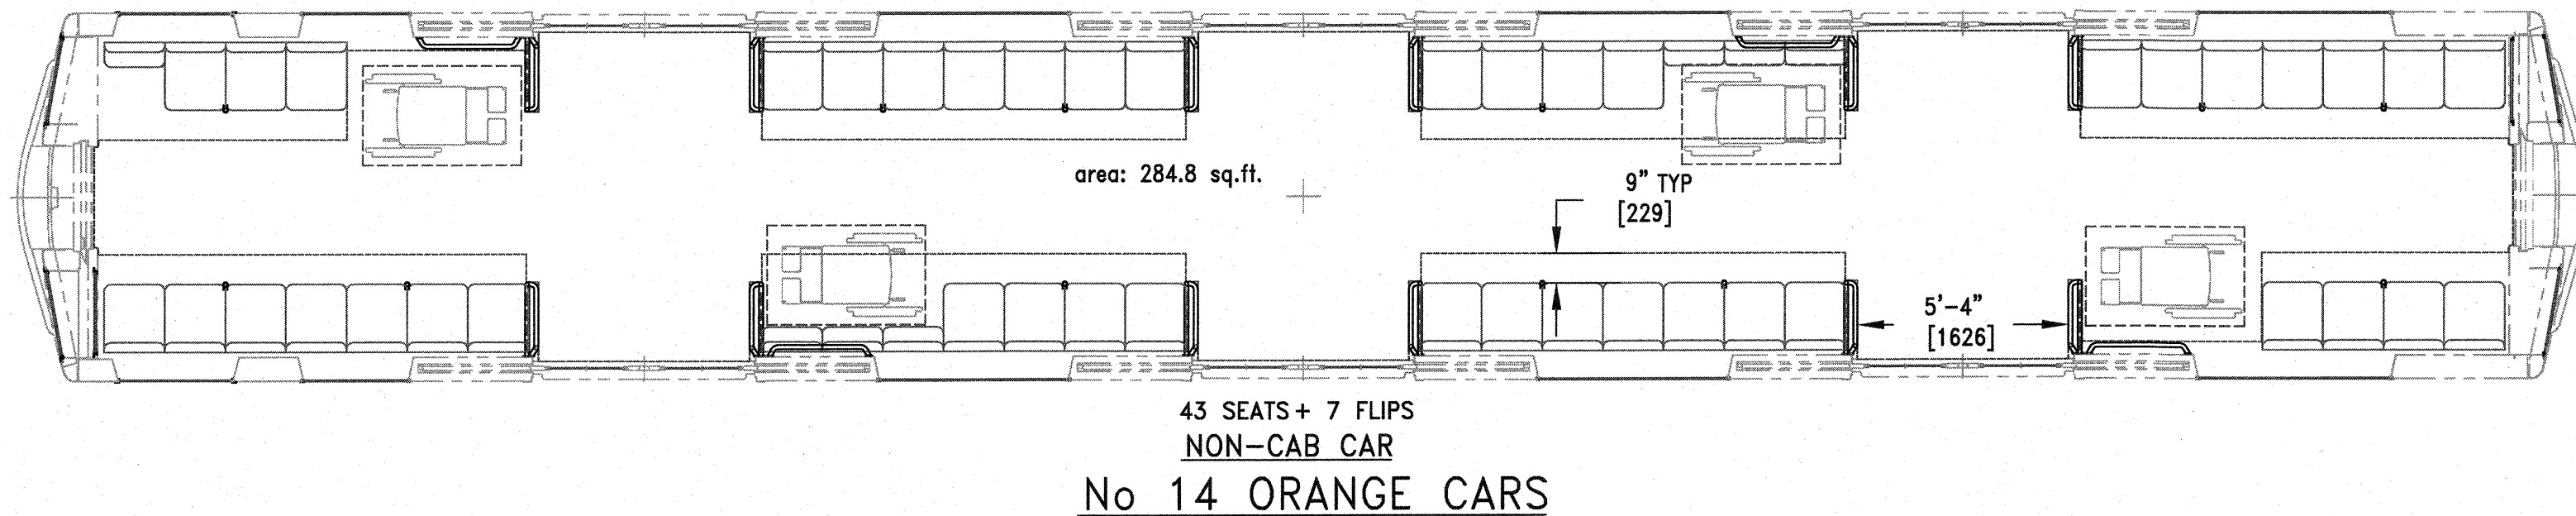 area: 284.8 sq.ft.
9" TYP
[229]
5'-4"
[1626]
43 SEATS + 7 FLIPS
NON-CAB CAR
No 14 ORANGE CARS